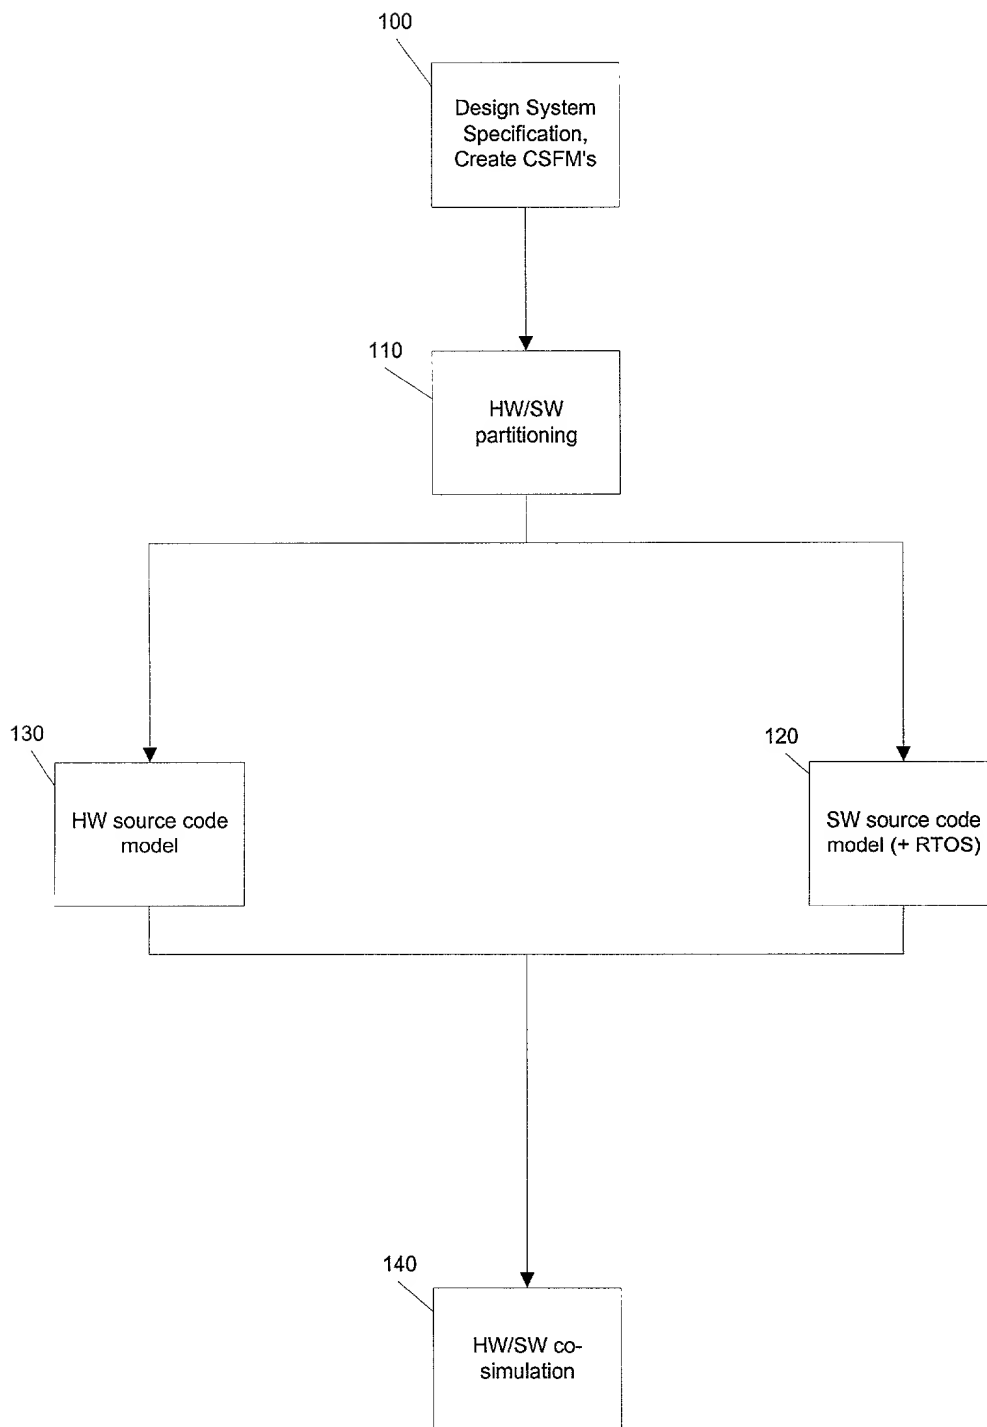 100
Design System
Specification,
Create CSFM's
110
HW/SW
partitioning
130
HW source code
model
120
SW source code
model (+ RTOS)
140
HW/SW co-
simulation